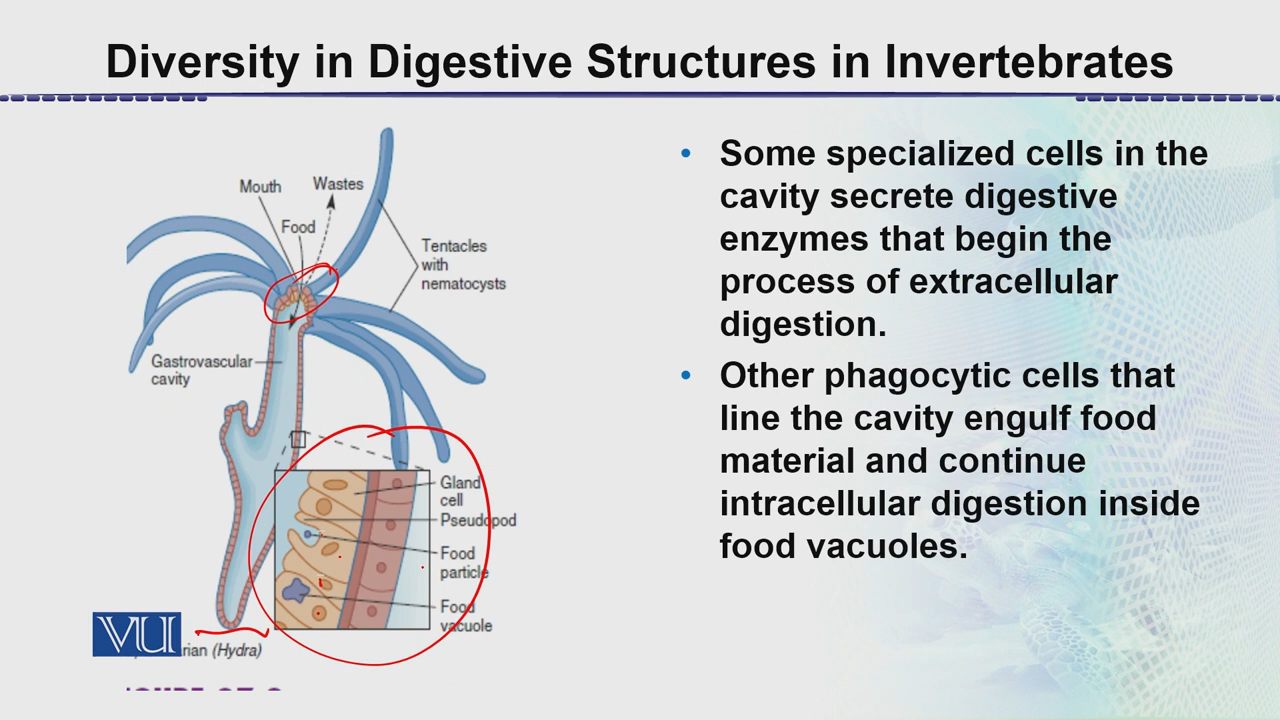 Diversity in Digestive Structures in Invertebrates
Mouth
Wastes
Food
Tentacles
with
nematocysts
Gastrovascular
cavity
Gland
cell
Pseudopod
Food
particle
Food
vacuole
VU
rian (Hydra)
• Some specialized cells in the
cavity secrete digestive
enzymes that begin the
process of extracellular
digestion.
• Other phagocytic cells that
line the cavity engulf food
material and continue
intracellular digestion inside
food vacuoles.